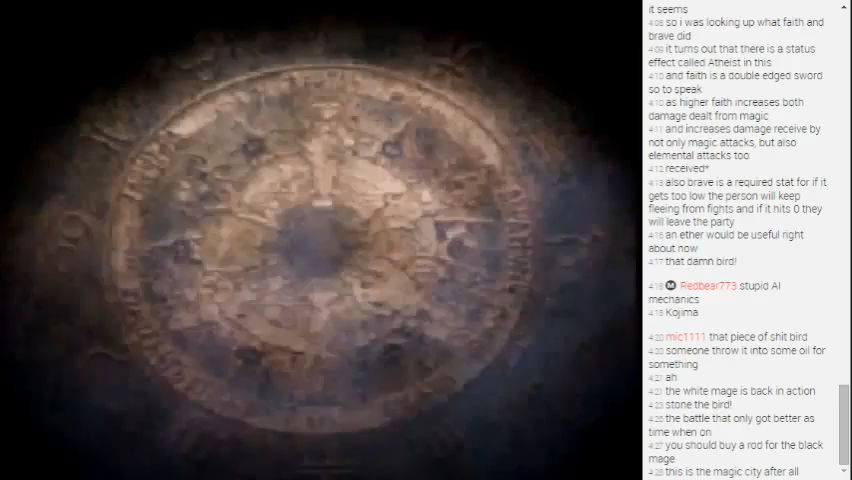 it seems
4:08 so i was looking up what faith and
brave did
4:09 it turns out that there is a status
effect called Atheist in this
4:10 and faith is a double edged sword
so to speak
4:10 as higher faith increases both
damage dealt from magic
4:11 and increases damage receive by
not only magic attacks, but also
elemental attacks too
4:12 received*
4:13 also brave is a required stat for if it
gets too low the person will keep
fleeing from fights and if it hits 0 they
will leave the party
4:16 an ether would be useful right
about now
4:17 that damn bird!
4:18 M Redbear773 stupid AI
mechanics
4:18 Kojima
4:20 mic1111 that piece of shit bird
4:20 someone throw it into some oil for
something
4:21 ah
4:21 the white mage is back in action
4:23 stone the bird!
4:26 the battle that only got better as
time when on
4:27 you should buy a rod for the black
mage
4:28 this is the magic city after all